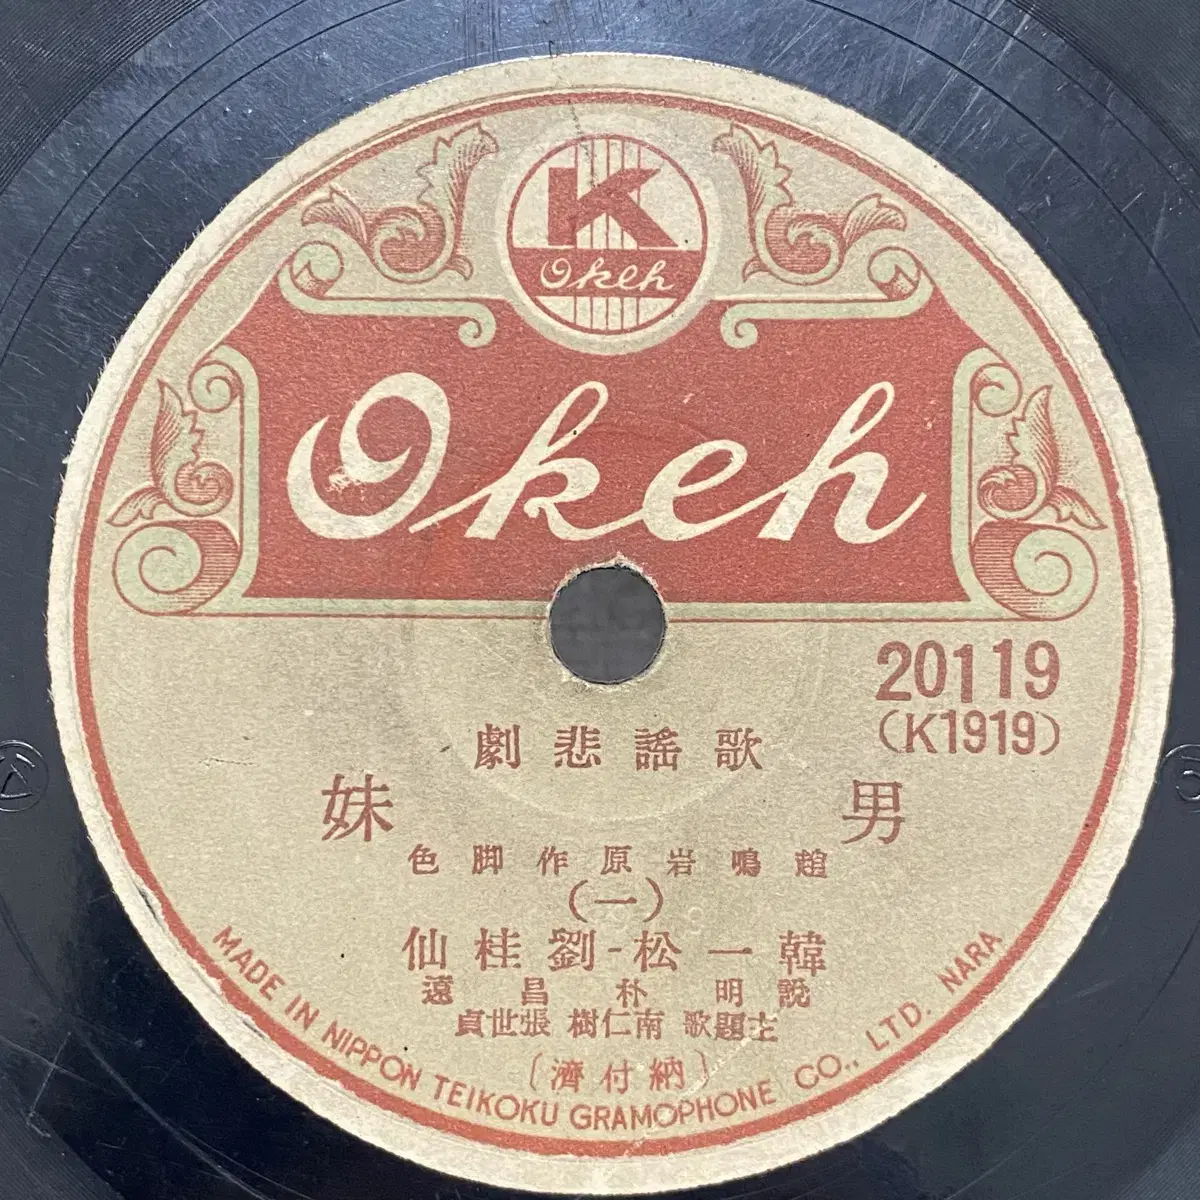 K
Okeh
Okeh
20119
(K1919)
歌謠悲劇
男妹
趙鳴岩原作脚色
(一)
韓一松-劉桂仙
說明 朴昌遠
主題歌 南仁樹 張世貞
〔納付濟〕
MADE IN NIPPON TEIKOKU GRAMOPHONE CO., LTD. NARA